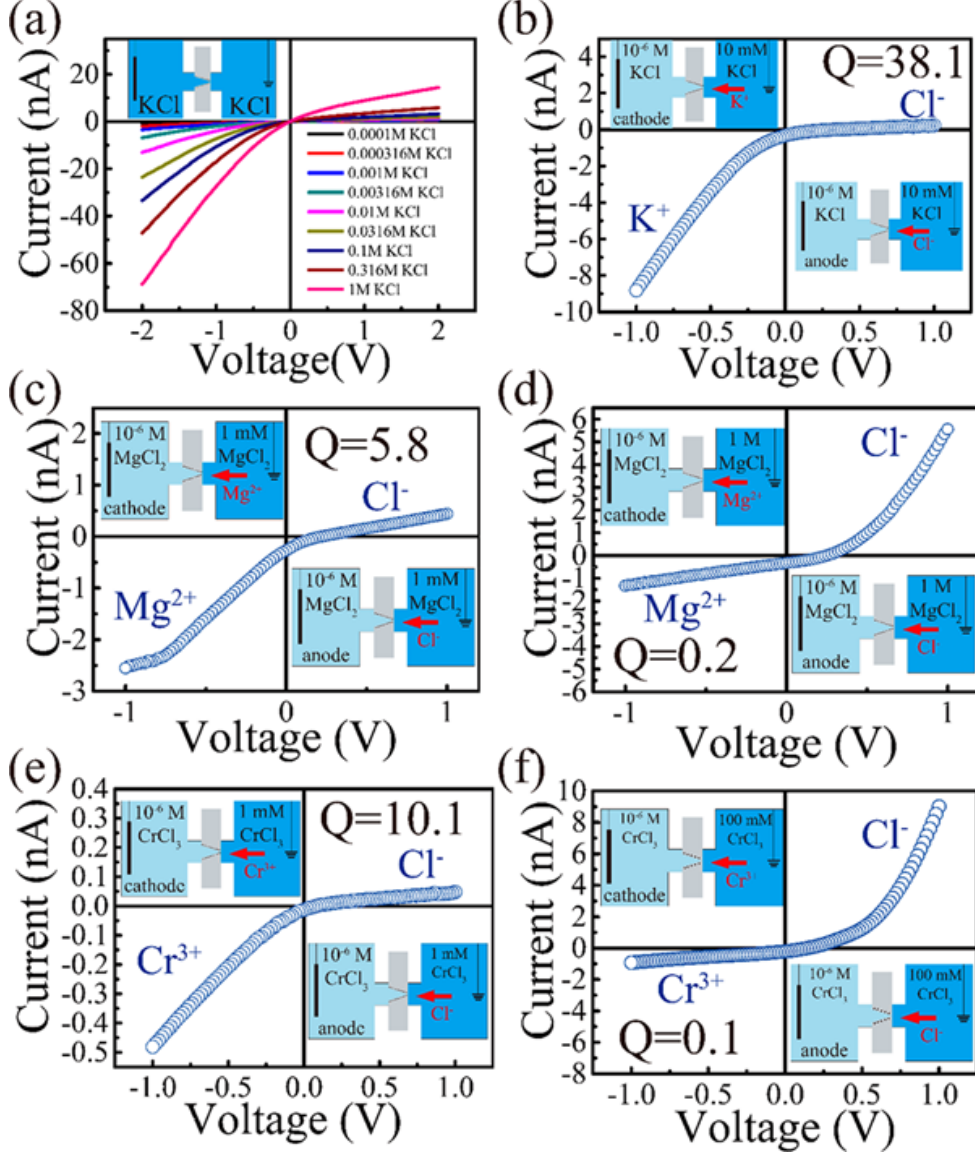 (a)
Current (nA)
20
0
-20
-40
-60
-80
KCl
KCl
0.0001M KCl
0.000316M KCl
0.001M KCl
0.00316M KCl
0.01M KCl
0.0316M KCl
0.1M KCl
0.316M KCl
1M KCl
-2
-1
0
1
2
Voltage(V)
(b)
Current (nA)
4
2
0
-2
-4
-6
-8
-10
10⁻⁶ M
KCl
10 mM
KCl
K⁺
cathode
Q=38.1
Cl⁻
K⁺
10⁻⁶ M
KCl
10 mM
KCl
Cl⁻
anode
-1.0
-0.5
0.0
0.5
1.0
Voltage (V)
(c)
Current (nA)
2
1
0
-1
-2
-3
10⁻⁶ M
MgCl₂
1 mM
MgCl₂
Mg²⁻
cathode
Q=5.8
Cl⁻
Mg²⁺
10⁻⁶ M
MgCl₂
1 mM
MgCl₂
Cl⁻
anode
-1
0
1
Voltage (V)
(d)
Current (nA)
6
5
4
3
2
1
0
-1
-2
-3
-4
-5
-6
10⁻⁶ M
MgCl₂
1 M
MgCl₂
Mg²⁺
cathode
Cl⁻
Mg²⁺
Q=0.2
10⁻⁶ M
MgCl₂
1 M
MgCl₂
Cl⁻
anode
-1
0
1
Voltage (V)
(e)
Current (nA)
0.4
0.3
0.2
0.1
0.0
-0.1
-0.2
-0.3
-0.4
-0.5
10⁻⁶ M
CrCl₃
1 mM
CrCl₃
Cr³⁺
cathode
Q=10.1
Cl⁻
Cr³⁺
10⁻⁶ M
CrCl₃
1 mM
CrCl₃
Cl⁻
anode
-1.0
-0.5
0.0
0.5
1.0
Voltage (V)
(f)
Current (nA)
10
8
6
4
2
0
-2
-4
-6
-8
10⁻⁶ M
CrCl₃
100 mM
CrCl₃
Cr³⁺
cathode
Cl⁻
Cr³⁺
Q=0.1
10⁻⁶ M
CrCl₃
100 mM
CrCl₃
Cl⁻
anode
-1.0
-0.5
0.0
0.5
1.0
Voltage (V)